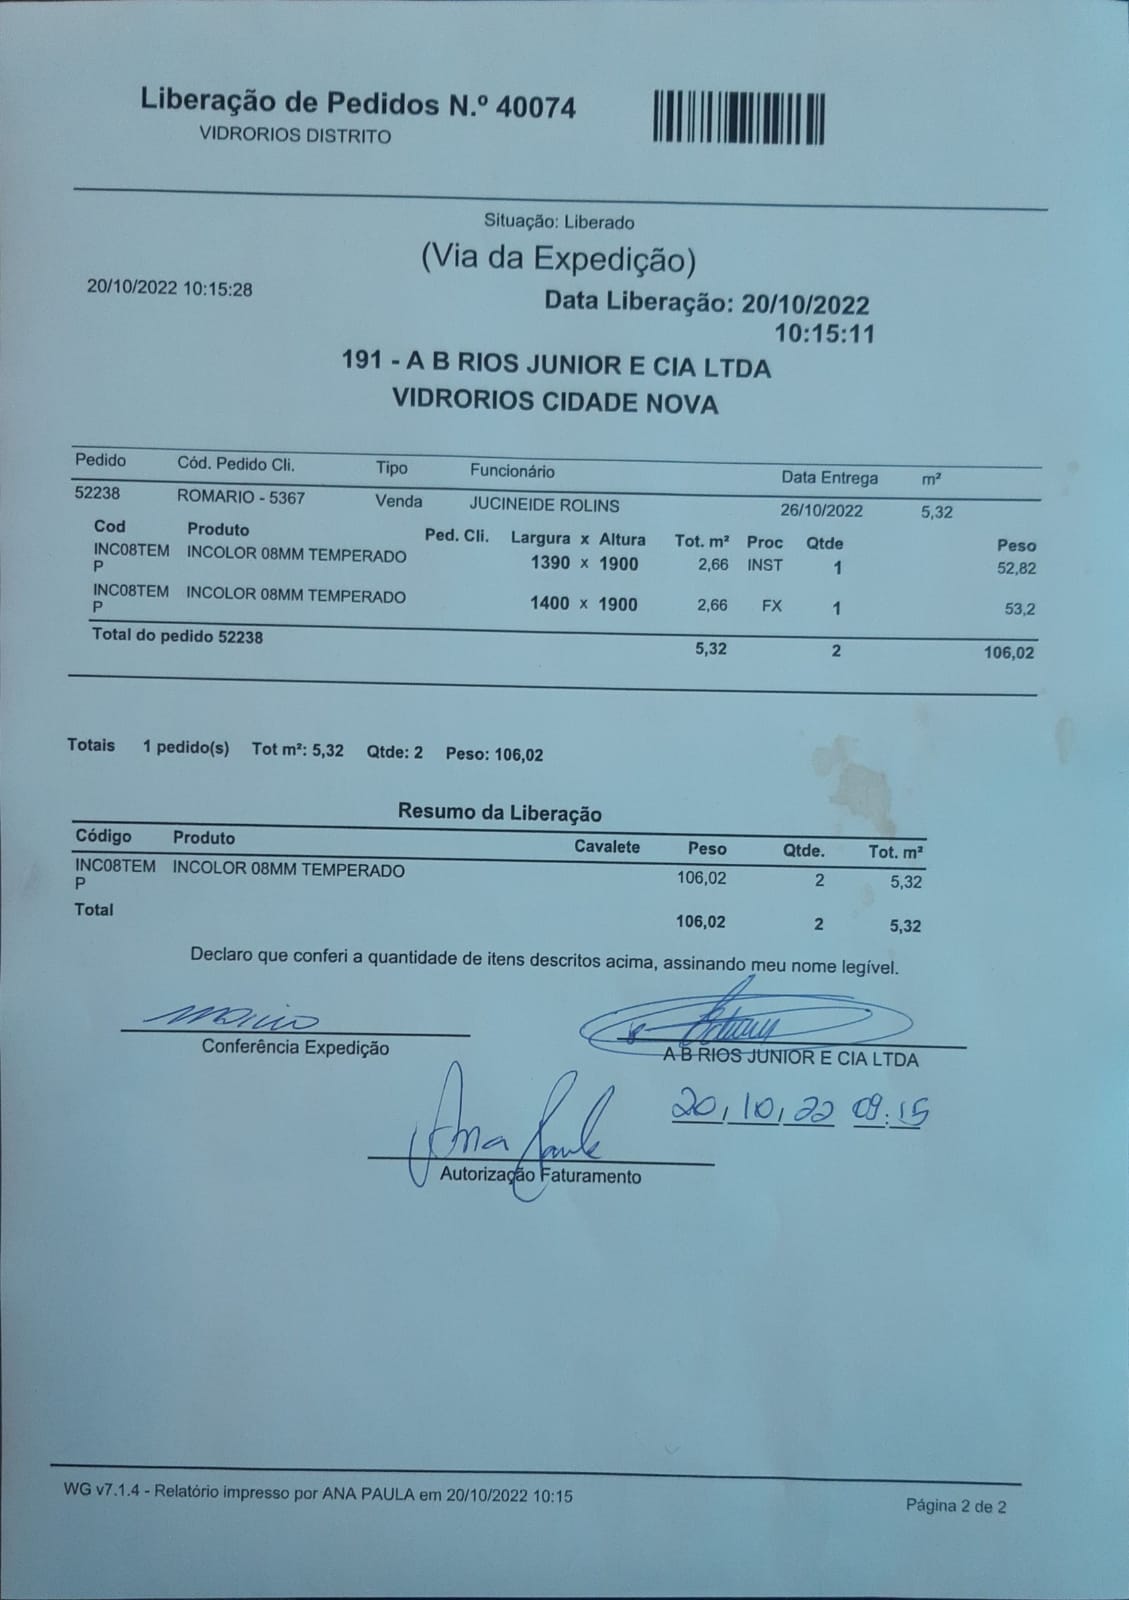 Liberação de Pedidos N.º 40074
VIDRORIOS DISTRITO
Situação: Liberado
(Via da Expedição)
20/10/2022 10:15:28
Data Liberação: 20/10/2022
10:15:11
191 - A B RIOS JUNIOR E CIA LTDA
VIDRORIOS CIDADE NOVA
Pedido Cód. Pedido Cli. Tipo Funcionário Data Entrega m²
52238 ROMARIO - 5367 Venda JUCINEIDE ROLINS 26/10/2022 5,32
Cod Produto Ped. Cli. Largura x Altura Tot. m² Proc Qtde Peso
INC08TEM INCOLOR 08MM TEMPERADO 1390 x 1900 2,66 INST 1 52,82
P
INC08TEM INCOLOR 08MM TEMPERADO 1400 x 1900 2,66 FX 1 53,2
P
Total do pedido 52238 5,32 2 106,02
Totais 1 pedido(s) Tot m²: 5,32 Qtde: 2 Peso: 106,02
Resumo da Liberação
Código Produto Cavalete Peso Qtde. Tot. m²
INC08TEM INCOLOR 08MM TEMPERADO 106,02 2 5,32
P
Total 106,02 2 5,32
Declaro que conferi a quantidade de itens descritos acima, assinando meu nome legível.
Conferência Expedição
A B RIOS JUNIOR E CIA LTDA
20, 10, 22 09:15
Ana Paula
Autorização Faturamento
WG v7.1.4 - Relatório impresso por ANA PAULA em 20/10/2022 10:15
Página 2 de 2